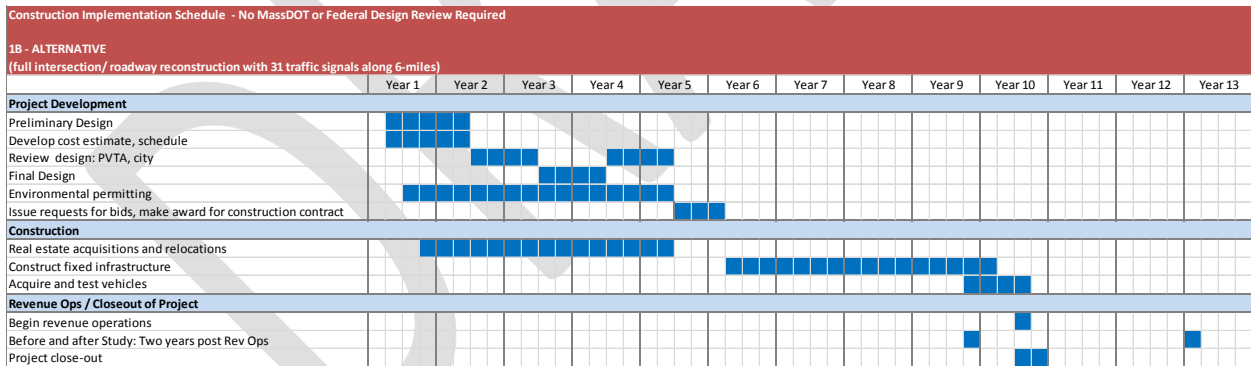 Construction Implementation Schedule - No MassDOT or Federal Design Review Required
1B - ALTERNATIVE
(full intersection/ roadway reconstruction with 31 traffic signals along 6-miles)
Year 1 Year 2 Year 3 Year 4 Year 5 Year 6 Year 7 Year 8 Year 9 Year 10 Year 11 Year 12 Year 13
Project Development
Preliminary Design
Develop cost estimate, schedule
Review design: PVTA, city
Final Design
Environmental permitting
Issue requests for bids, make award for construction contract
Construction
Real estate acquisitions and relocations
Construct fixed infrastructure
Acquire and test vehicles
Revenue Ops / Closeout of Project
Begin revenue operations
Before and after Study: Two years post Rev Ops
Project close-out